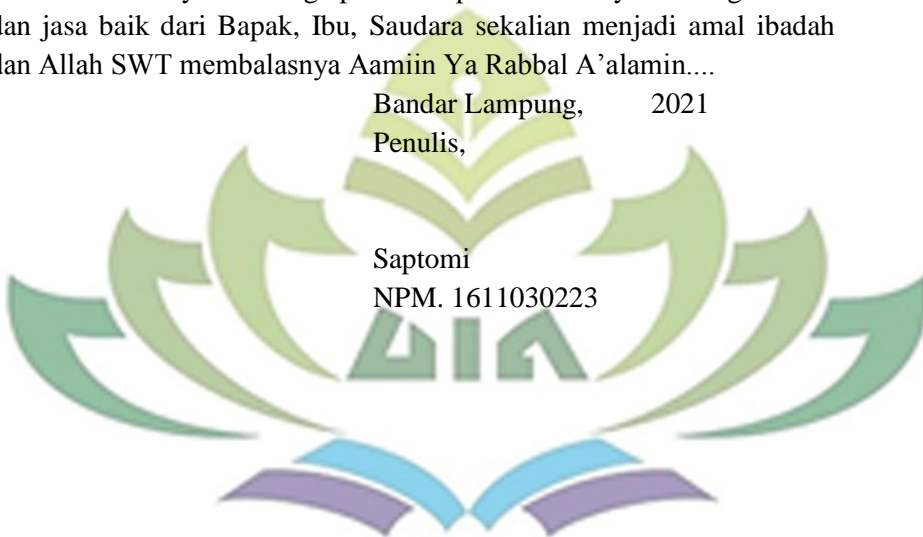 dan jasa baik dari Bapak, Ibu, Saudara sekalian menjadi amal ibadah
dan Allah SWT membalasnya Aamiin Ya Rabbal A’alamin....
Bandar Lampung, 2021
Penulis,
Saptomi
NPM. 1611030223
UIN